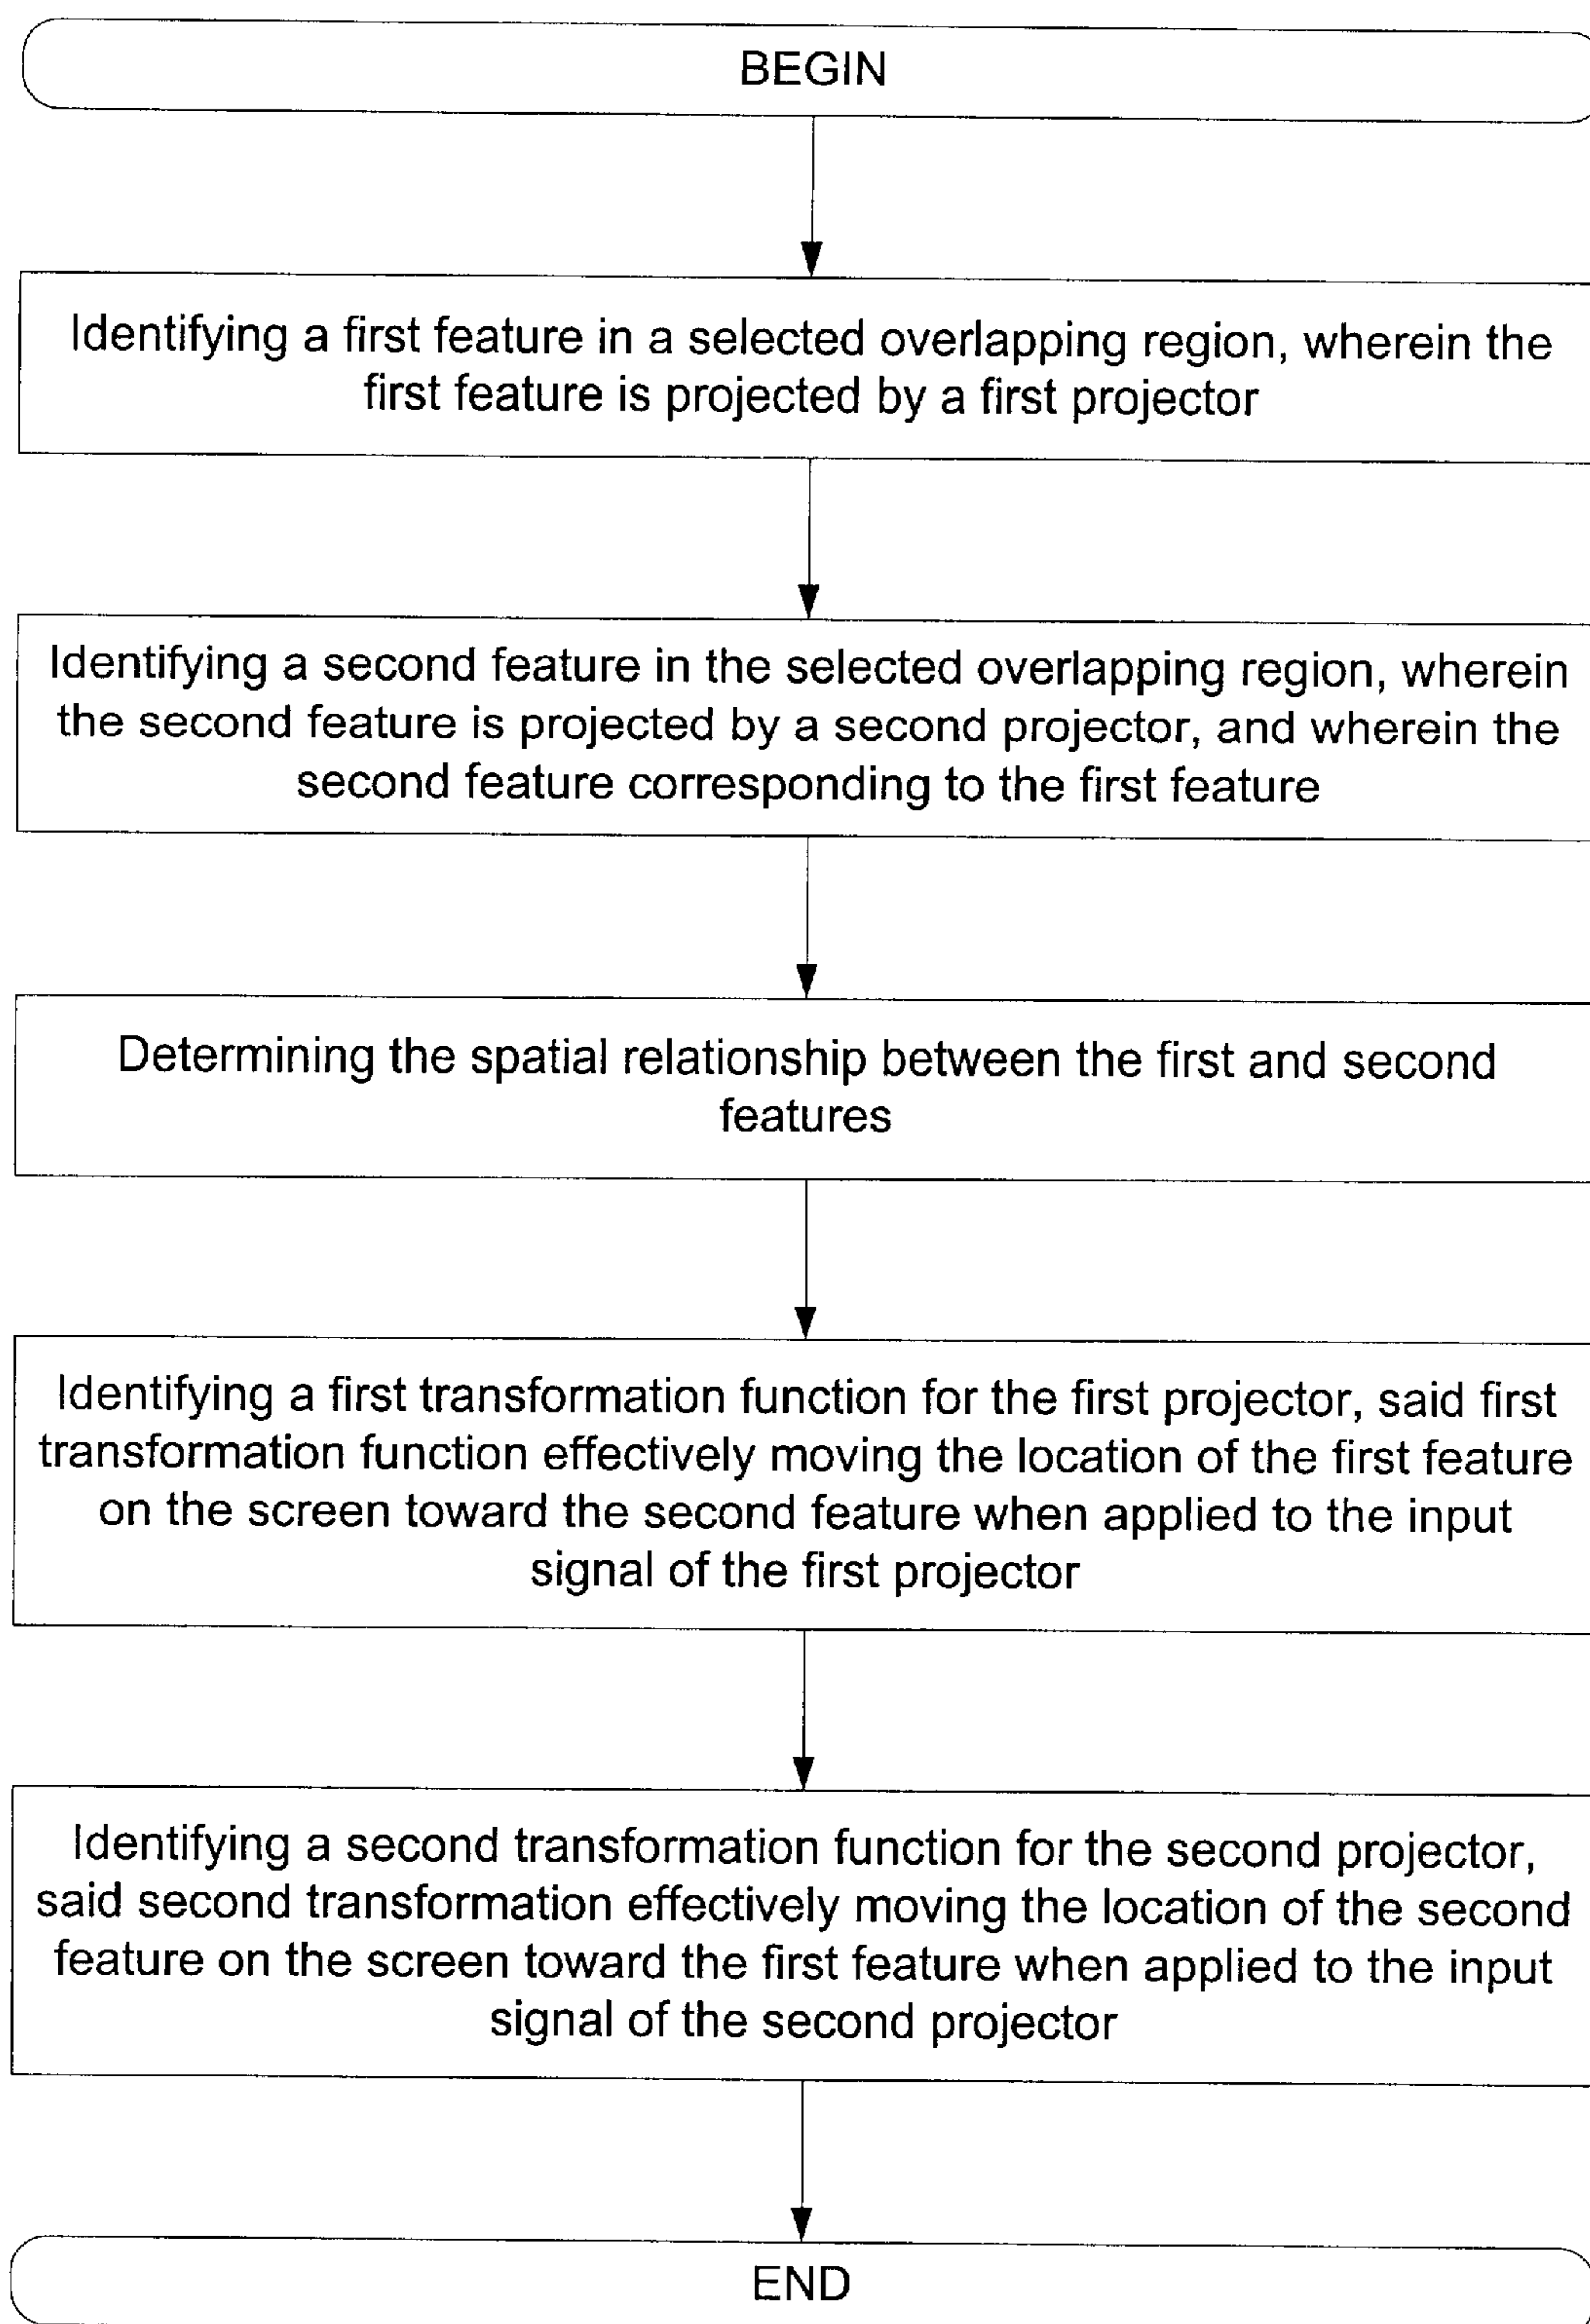 BEGIN
Identifying a first feature in a selected overlapping region, wherein the
first feature is projected by a first projector
Identifying a second feature in the selected overlapping region, wherein
the second feature is projected by a second projector, and wherein the
second feature corresponding to the first feature
Determining the spatial relationship between the first and second
features
Identifying a first transformation function for the first projector, said first
transformation function effectively moving the location of the first feature
on the screen toward the second feature when applied to the input
signal of the first projector
Identifying a second transformation function for the second projector,
said second transformation effectively moving the location of the second
feature on the screen toward the first feature when applied to the input
signal of the second projector
END